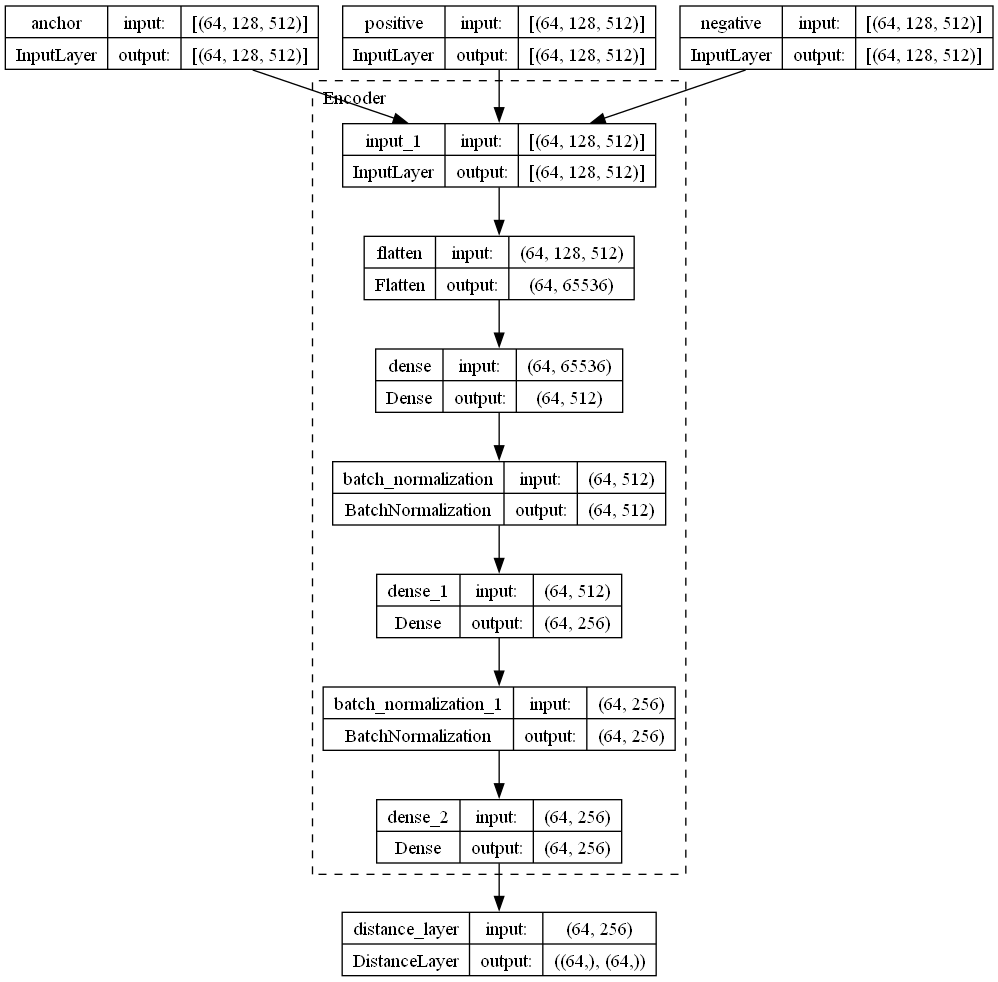 anchor input: [(64, 128, 512)]
InputLayer output: [(64, 128, 512)]
positive input: [(64, 128, 512)]
InputLayer output: [(64, 128, 512)]
negative input: [(64, 128, 512)]
InputLayer output: [(64, 128, 512)]
Encoder
input_1 input: [(64, 128, 512)]
InputLayer output: [(64, 128, 512)]
flatten input: (64, 128, 512)
Flatten output: (64, 65536)
dense input: (64, 65536)
Dense output: (64, 512)
batch_normalization input: (64, 512)
BatchNormalization output: (64, 512)
dense_1 input: (64, 512)
Dense output: (64, 256)
batch_normalization_1 input: (64, 256)
BatchNormalization output: (64, 256)
dense_2 input: (64, 256)
Dense output: (64, 256)
distance_layer input: (64, 256)
DistanceLayer output: ((64,), (64,))